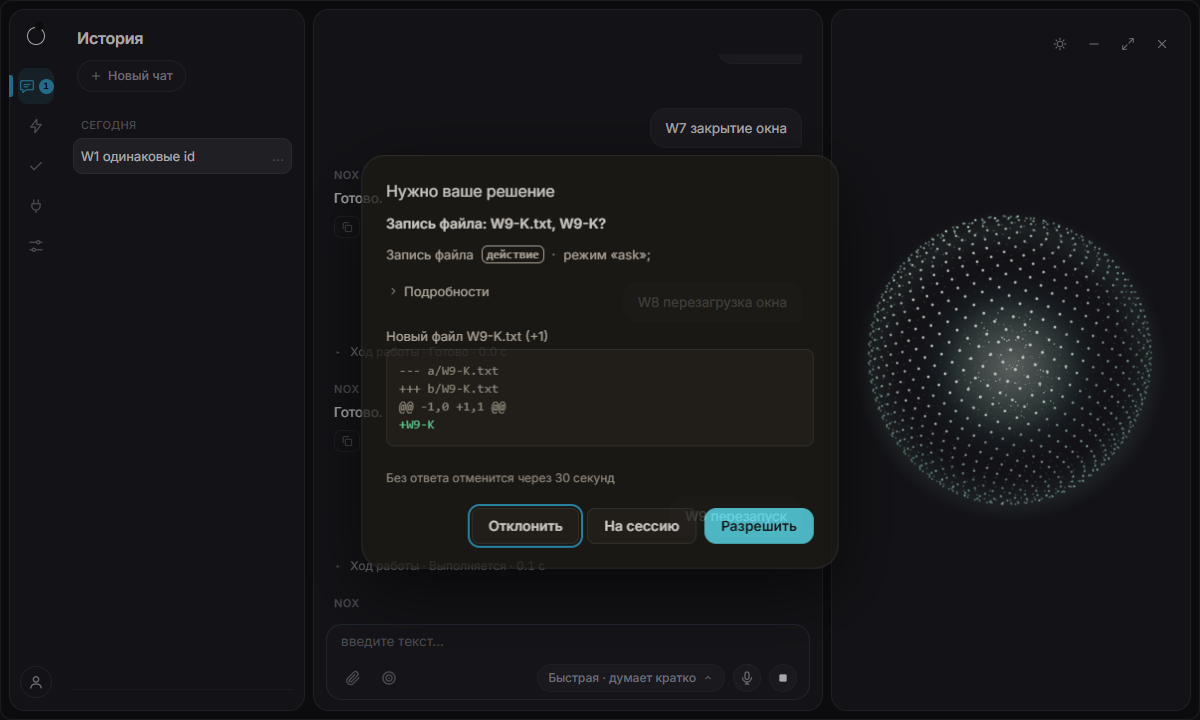 История
1
+ Новый чат
СЕГОДНЯ
W1 одинаковые id
...
W7 закрытие окна
NOX
Готово.
Нужно ваше решение
Запись файла: W9-K.txt, W9-K?
Запись файла действие · режим «ask»;
Подробности
W8 перезагрузка окна
Новый файл W9-K.txt (+1)
Ход работы · Готово · 0.0 с
--- a/W9-K.txt
+++ b/W9-K.txt
@@ -1,0 +1,1 @@
+W9-K
NOX
Готово.
Без ответа отменится через 30 секунд
W9 перезапуск
Отклонить
На сессию
Разрешить
Ход работы · Выполняется · 0.1 с
NOX
введите текст...
Быстрая · думает кратко